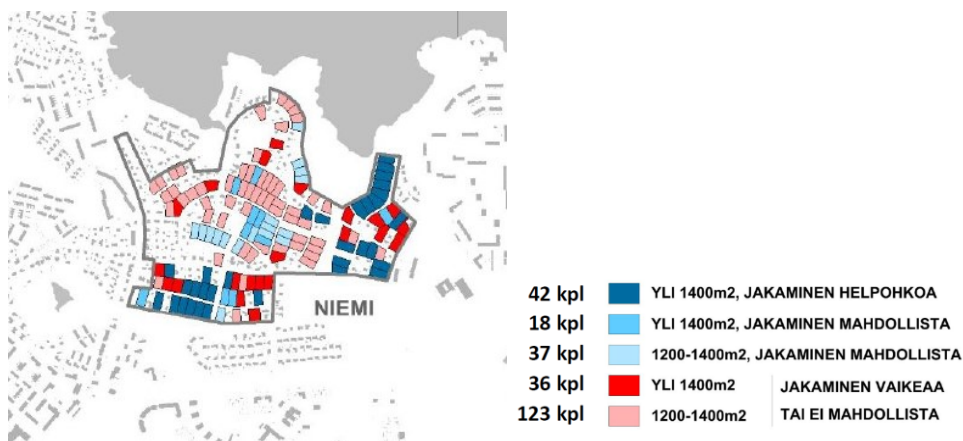 NIEMI
42 kpl YLI 1400m2, JAKAMINEN HELPOHKOA
18 kpl YLI 1400m2, JAKAMINEN MAHDOLLISTA
37 kpl 1200-1400m2, JAKAMINEN MAHDOLLISTA
36 kpl YLI 1400m2 JAKAMINEN VAIKEAA
123 kpl 1200-1400m2 TAI EI MAHDOLLISTA